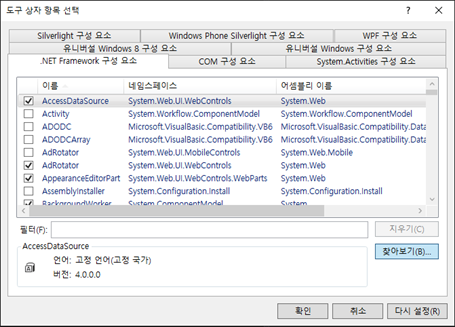 도구 상자 항목 선택
Silverlight 구성 요소 Windows Phone Silverlight 구성 요소 WPF 구성 요소
유니버설 Windows 8 구성 요소 유니버설 Windows 구성 요소
.NET Framework 구성 요소 COM 구성 요소 System.Activities 구성 요소
이름 네임스페이스 어셈블리 이름
AccessDataSource System.Web.UI.WebControls System.Web
Activity System.Workflow.ComponentModel System.Workflow.Compon
ADODC Microsoft.VisualBasic.Compatibility.VB6 Microsoft.VisualBasic.Compatibility.Data
ADODCArray Microsoft.VisualBasic.Compatibility.VB6 Microsoft.VisualBasic.Compatibility.Data
AdRotator System.Web.UI.MobileControls System.Web.Mobile
AdRotator System.Web.UI.WebControls System.Web
AppearanceEditorPart System.Web.UI.WebControls.WebParts System.Web
AssemblyInstaller System.Configuration.Install System.Configuration.Install
BackgroundWorker System.ComponentModel System
필터(F): 지우기(C)
AccessDataSource
언어: 고정 언어(고정 국가) 찾아보기(B)...
버전: 4.0.0.0
확인 취소 다시 설정(R)